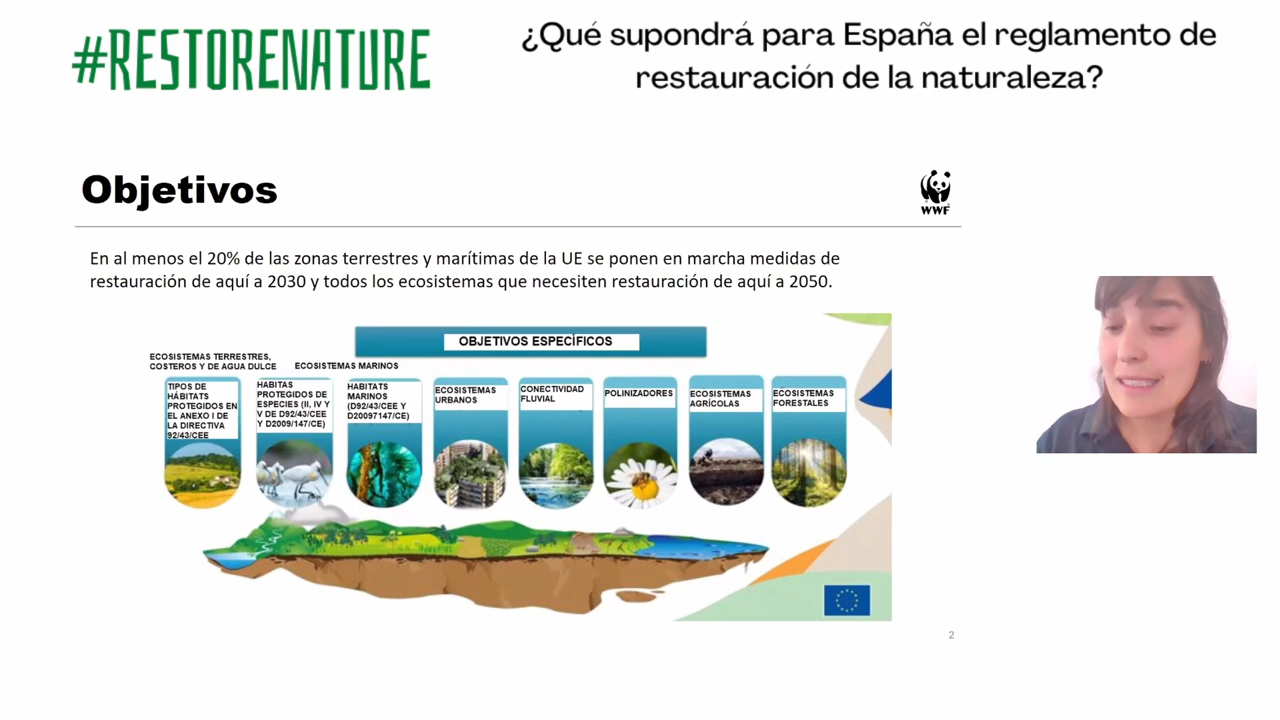 #RESTORENATURE
¿Qué supondrá para España el reglamento de
restauración de la naturaleza?
Objetivos
WWF
En al menos el 20% de las zonas terrestres y marítimas de la UE se ponen en marcha medidas de
restauración de aquí a 2030 y todos los ecosistemas que necesiten restauración de aquí a 2050.
OBJETIVOS ESPECÍFICOS
ECOSISTEMAS TERRESTRES,
COSTEROS Y DE AGUA DULCE
ECOSISTEMAS MARINOS
TIPOS DE
HÁBITATS
PROTEGIDOS EN
EL ANEXO I DE
LA DIRECTIVA
92/43/CEE
HABITAS
PROTEGIDOS DE
ESPECIES (II, IV Y
V DE D92/43/CEE
Y D2009/147/CE)
HABITATS
MARINOS
(D92/43/CEE Y
D20097147/CE)
ECOSISTEMAS
URBANOS
CONECTIVIDAD
FLUVIAL
POLINIZADORES
ECOSISTEMAS
AGRÍCOLAS
ECOSISTEMAS
FORESTALES
2